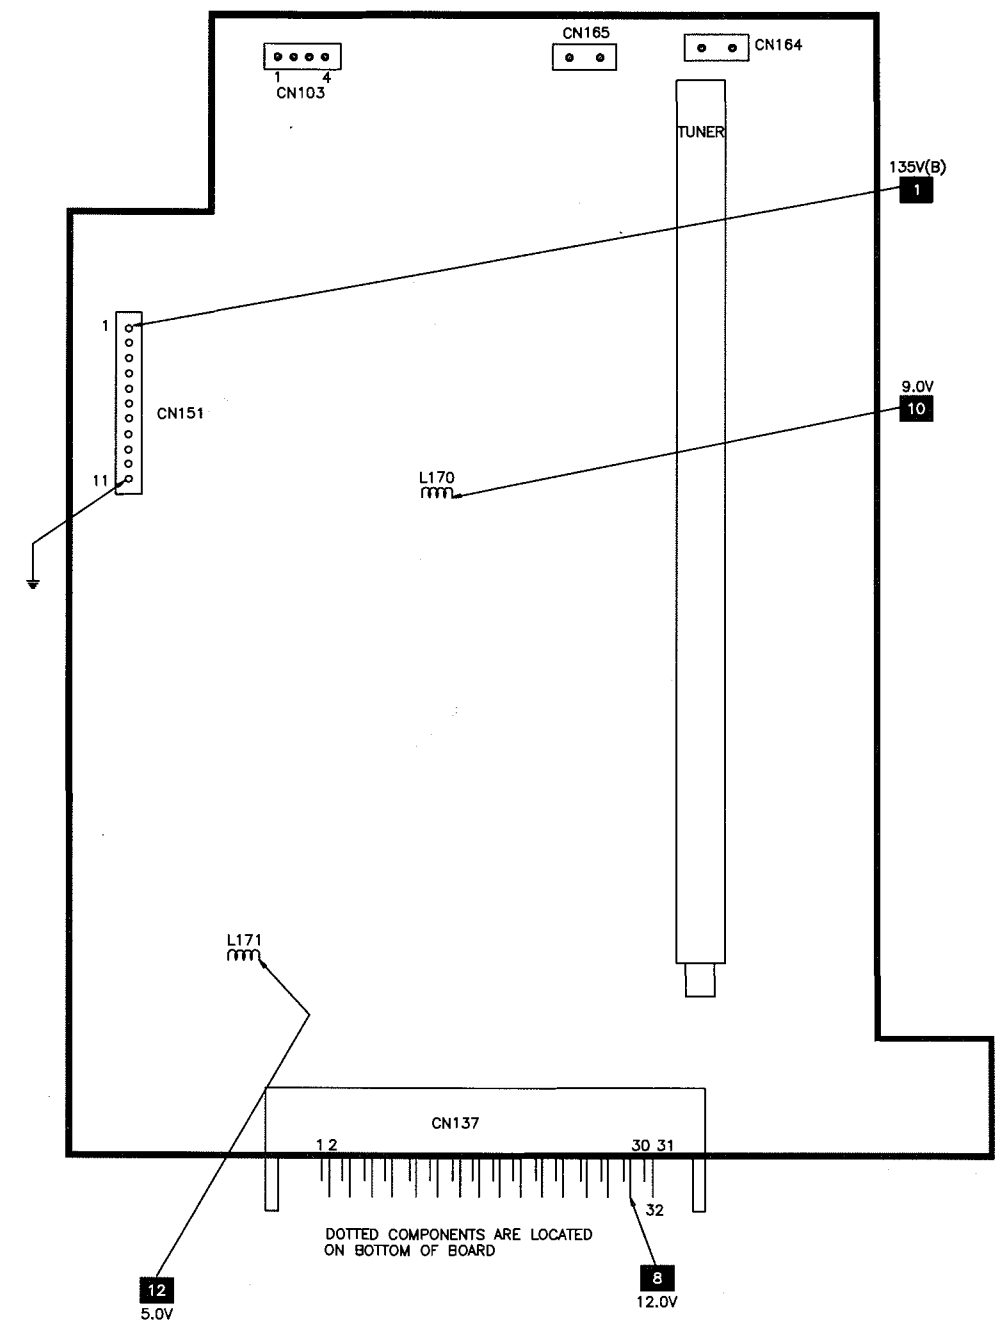 CN165
CN164
1 4
CN103
TUNER
135V(B)
1
1
CN151
9.0V
10
L170
11
L171
CN137
1 2
30 31
32
DOTTED COMPONENTS ARE LOCATED
ON BOTTOM OF BOARD
8
12.0V
12
5.0V